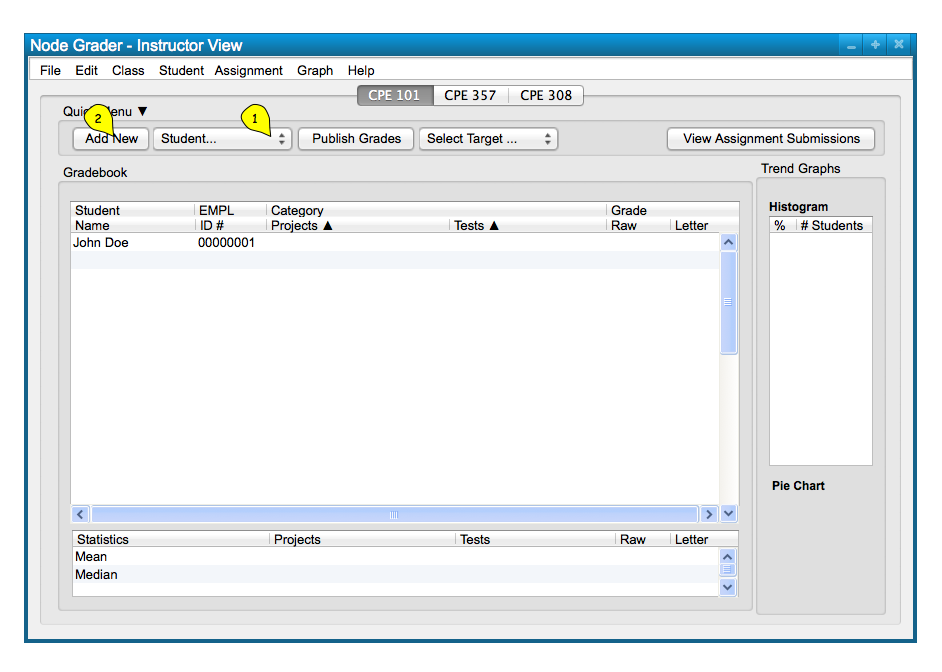 Node Grader - Instructor View
File Edit Class Student Assignment Graph Help
CPE 101 CPE 357 CPE 308
Quick Menu ▼
2 1
Add New Student... Publish Grades Select Target ... View Assignment Submissions
Gradebook
Trend Graphs
Student EMPL Category Grade
Name ID # Projects ▲ Tests ▲ Raw Letter
John Doe 00000001
Histogram
% # Students
Pie Chart
Statistics Projects Tests Raw Letter
Mean
Median